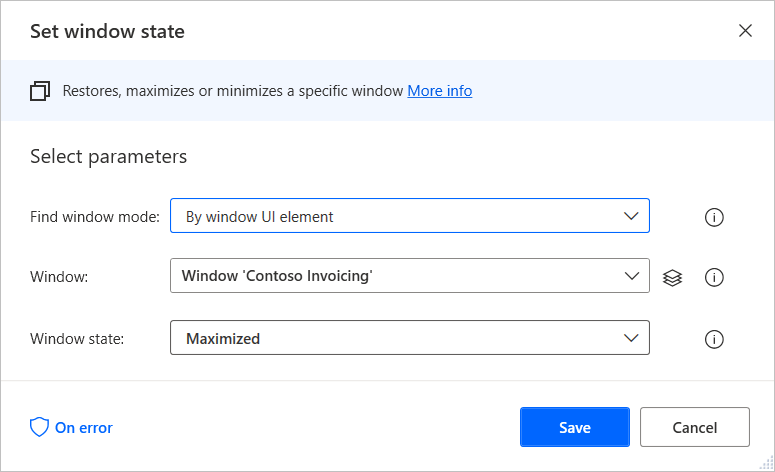 Set window state
Restores, maximizes or minimizes a specific window More info
Select parameters
Find window mode: By window UI element
Window: Window 'Contoso Invoicing'
Window state: Maximized
On error Save Cancel